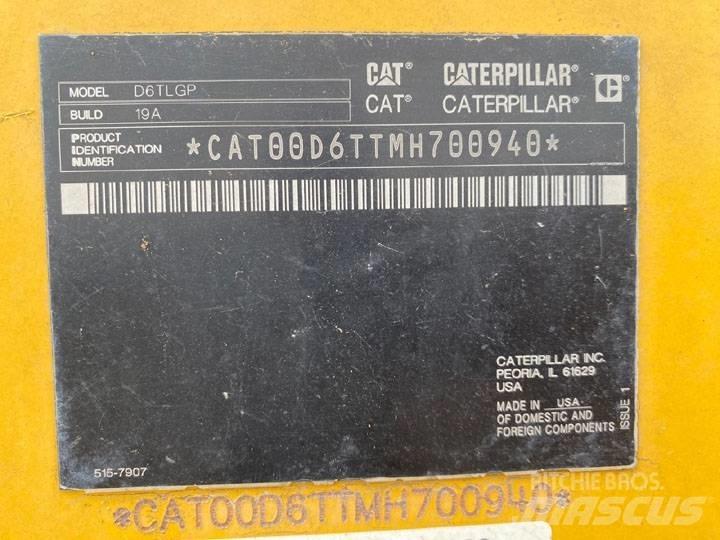 CAT® CATERPILLAR®
CAT® CATERPILLAR®
MODEL D6TLGP
BUILD 19A
PRODUCT IDENTIFICATION NUMBER *CAT00D6TTMH700940*
CATERPILLAR INC.
PEORIA, IL 61629
USA
MADE IN USA
OF DOMESTIC AND
FOREIGN COMPONENTS
ISSUE 1
515-7907
*CAT00D6TTMH700940*
RITCHIE BROS.
MASCUS